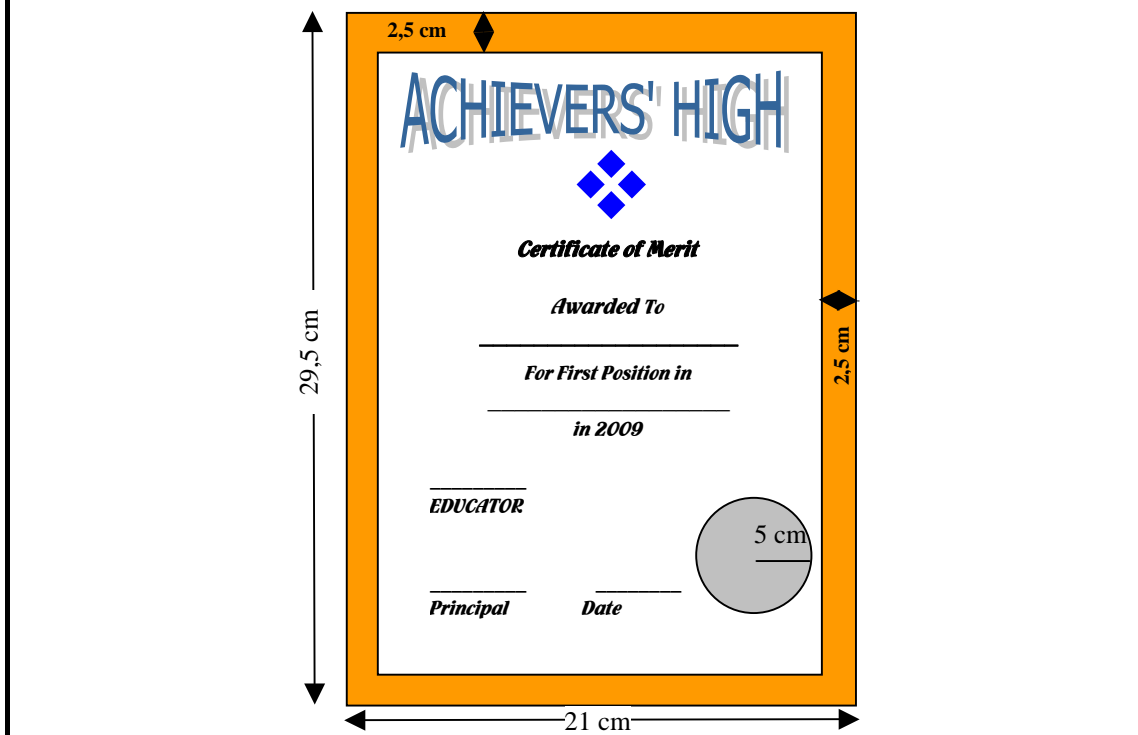 2,5 cm
ACHIEVERS' HIGH
Certificate of Merit
Awarded To
For First Position in
in 2009
29,5 cm
2,5 cm
EDUCATOR
5 cm
Principal Date
21 cm